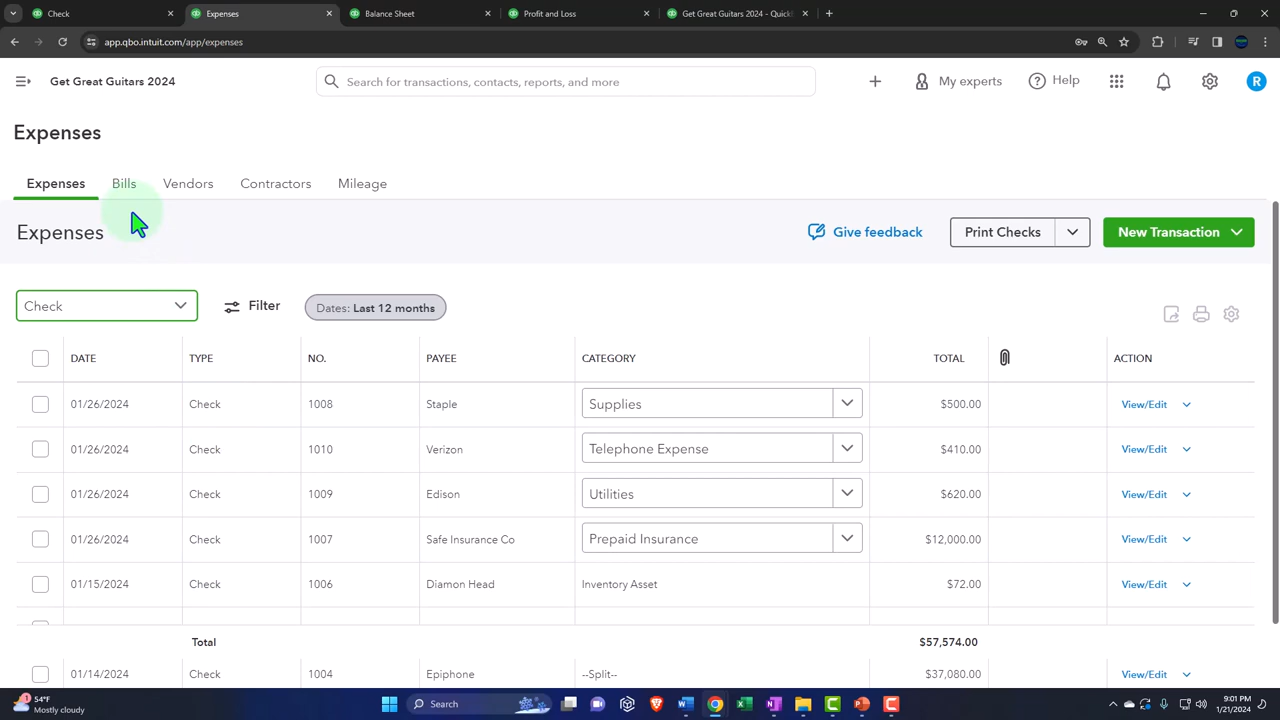 Check
Expenses
Balance Sheet
Profit and Loss
Get Great Guitars 2024 - Quickb
app.qbo.intuit.com/app/expenses
Get Great Guitars 2024
Search for transactions, contacts, reports, and more
My experts
Help
R
Expenses
Expenses Bills Vendors Contractors Mileage
Expenses
Give feedback
Print Checks
New Transaction
Check
Filter
Dates: Last 12 months
DATE TYPE NO. PAYEE CATEGORY TOTAL ACTION
01/26/2024 Check 1008 Staple Supplies $500.00 View/Edit
01/26/2024 Check 1010 Verizon Telephone Expense $410.00 View/Edit
01/26/2024 Check 1009 Edison Utilities $620.00 View/Edit
01/26/2024 Check 1007 Safe Insurance Co Prepaid Insurance $12,000.00 View/Edit
01/15/2024 Check 1006 Diamon Head Inventory Asset $72.00 View/Edit
Total $57,574.00
01/14/2024 Check 1004 Epiphone --Split-- $37,080.00 View/Edit
1
54°F
Mostly cloudy
Search
9:01 PM
1/21/2024